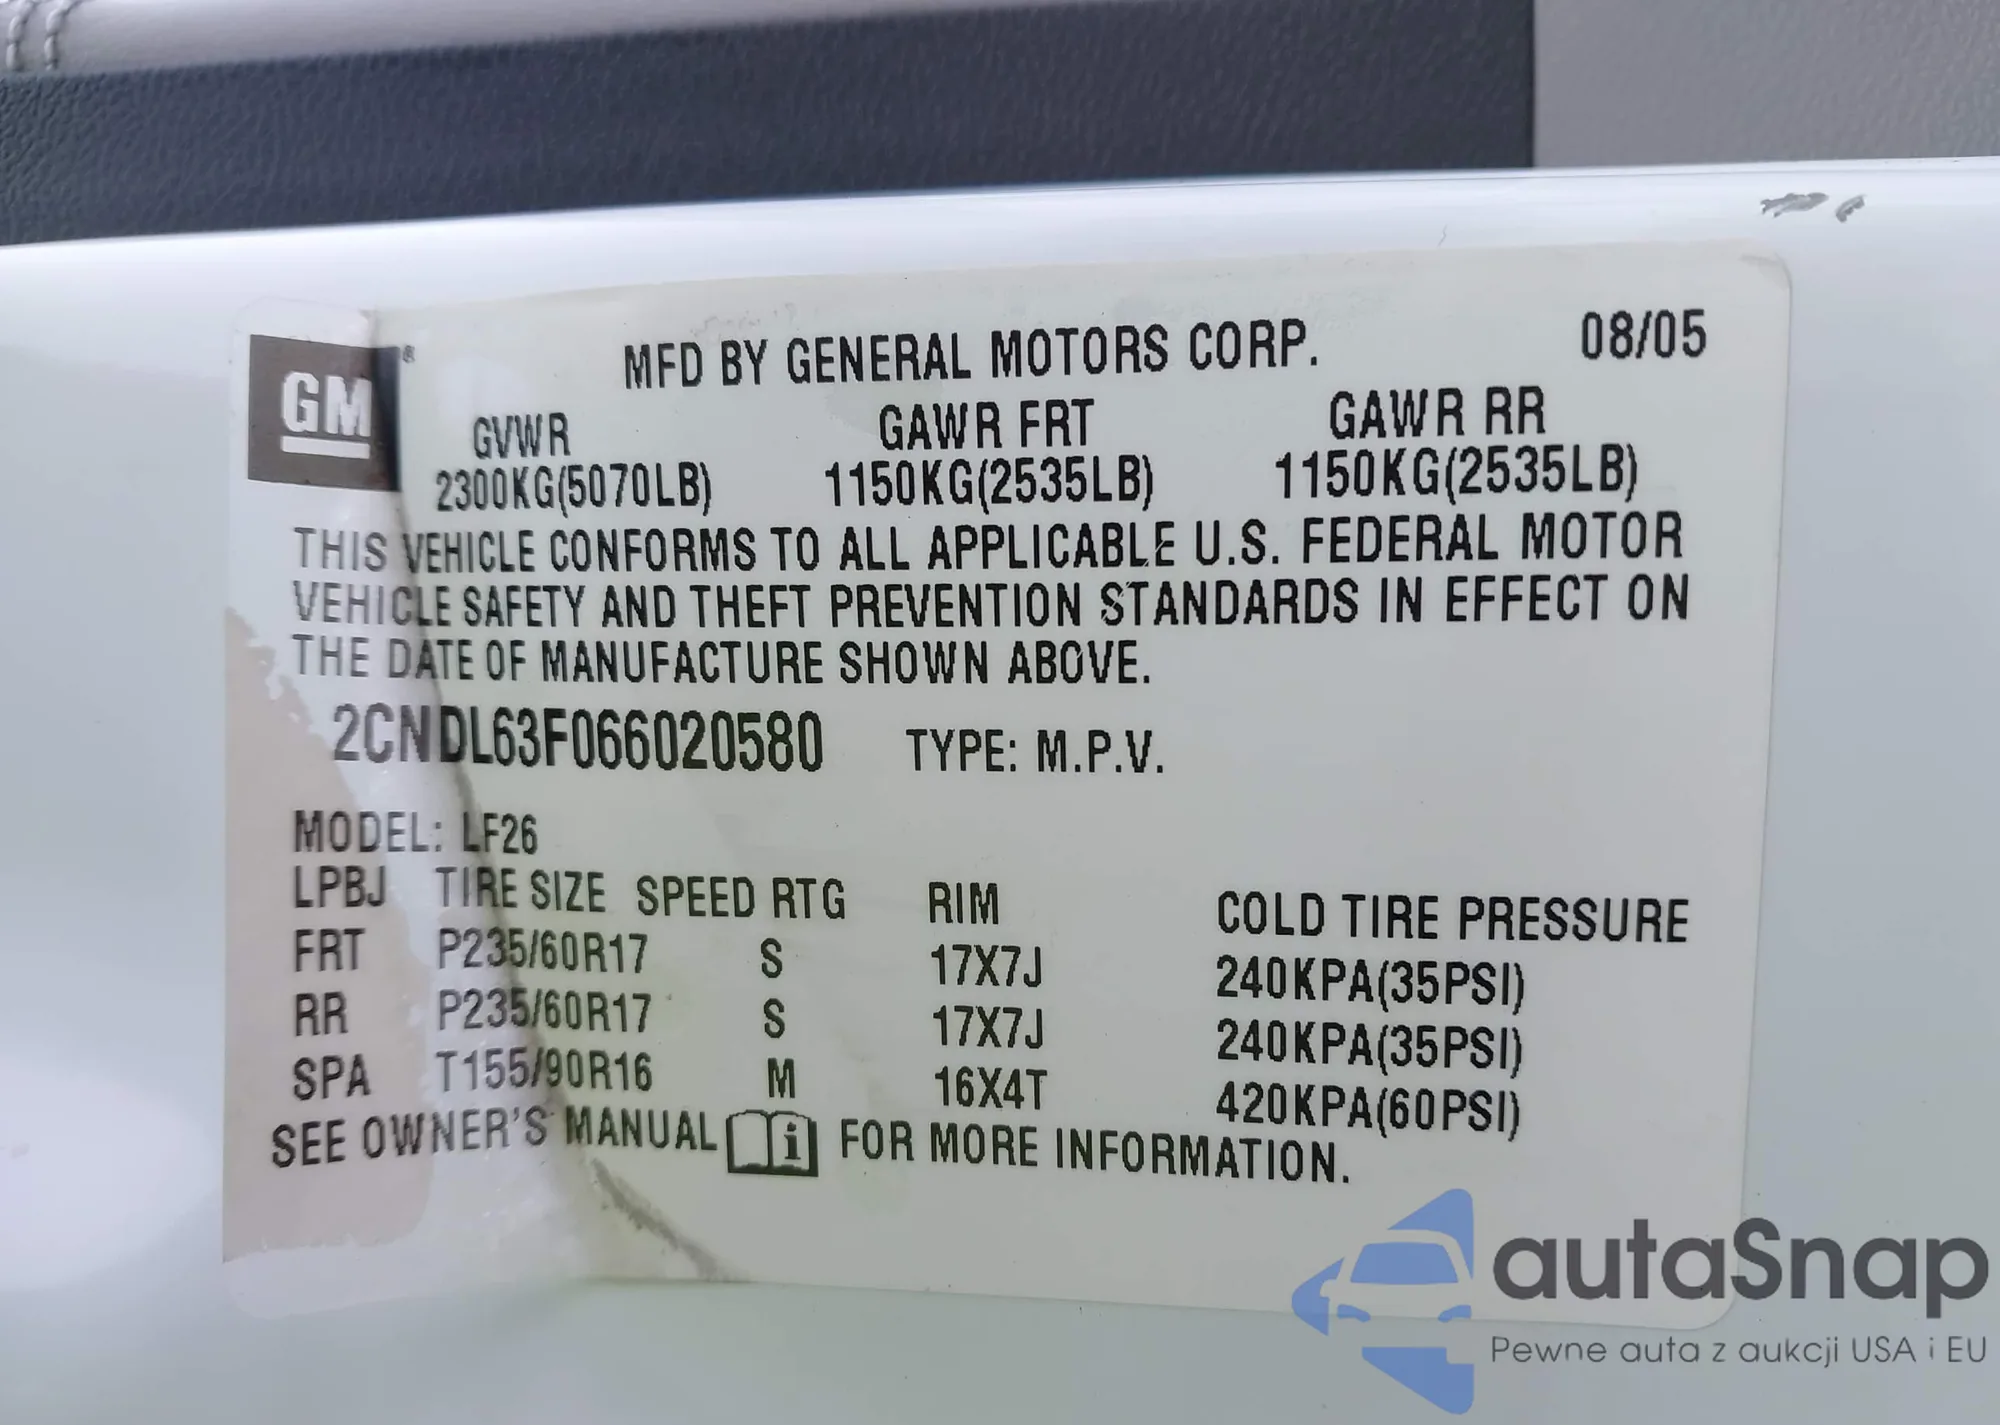 GM®
MFD BY GENERAL MOTORS CORP. 08/05
GVWR GAWR FRT GAWR RR
2300KG(5070LB) 1150KG(2535LB) 1150KG(2535LB)
THIS VEHICLE CONFORMS TO ALL APPLICABLE U.S. FEDERAL MOTOR
VEHICLE SAFETY AND THEFT PREVENTION STANDARDS IN EFFECT ON
THE DATE OF MANUFACTURE SHOWN ABOVE.
2CNDL63F066020580 TYPE: M.P.V.
MODEL: LF26
LPBJ TIRE SIZE SPEED RTG RIM COLD TIRE PRESSURE
FRT P235/60R17 S 17X7J 240KPA(35PSI)
RR P235/60R17 S 17X7J 240KPA(35PSI)
SPA T155/90R16 M 16X4T 420KPA(60PSI)
SEE OWNER'S MANUAL i FOR MORE INFORMATION.
autaSnap
Pewne auta z aukcji USA i EU